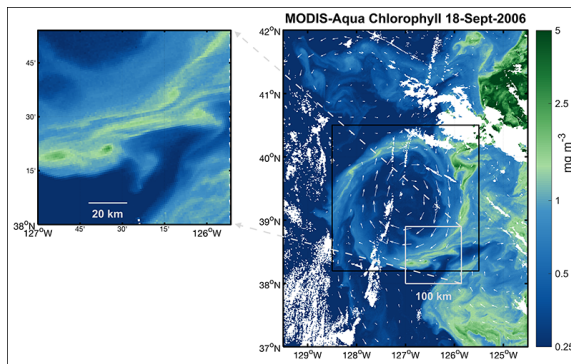 MODIS-Aqua Chlorophyll 18-Sept-2006
45'
30'
15'
38°N
127°W
45'
30'
15'
126°W
20 km
42°N
41°N
40°N
39°N
38°N
37°N
129°W
128°W
127°W
126°W
125°W
100 km
5
2.5
1
0.5
0.25
mg m-3